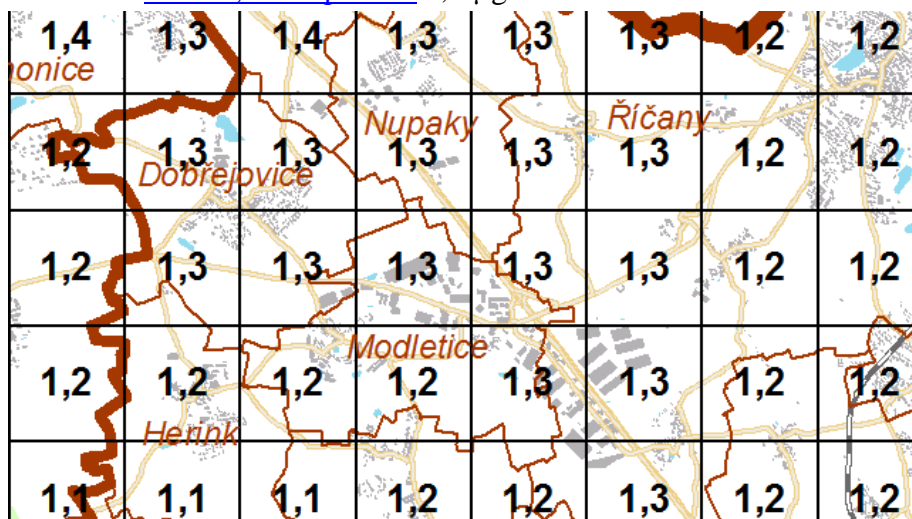 1,4 1,3 1,4 1,3 1,3 1,3 1,2 1,2
nonice
Nupaky Říčany
1,2 1,3 1,3 1,3 1,3 1,3 1,2 1,2
Dobřejovice
1,2 1,3 1,3 1,3 1,3 1,3 1,2 1,2
Modletice
1,2 1,2 1,2 1,2 1,3 1,3 1,2 1,2
Herink
1,1 1,1 1,1 1,2 1,2 1,3 1,2 1,2